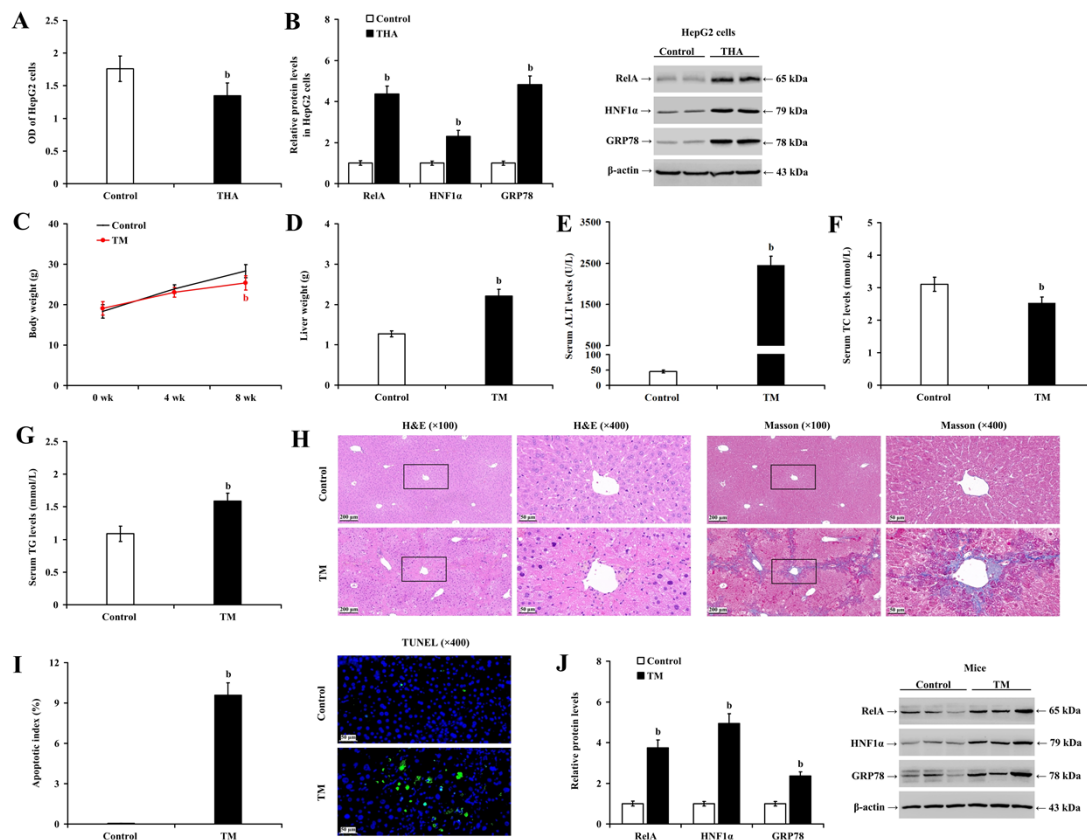 A
OD of HepG2 cells
2.5
2
1.5
1
0.5
0
b
Control
THA
B
Relative protein levels
in HepG2 cells
8
6
4
2
0
Control
THA
b
b
b
RelA
HNF1α
GRP78
HepG2 cells
Control
THA
RelA→
←65 kDa
HNF1α→
←79 kDa
GRP78→
←78 kDa
β-actin→
←43 kDa
C
Body weight (g)
60
40
20
0
Control
TM
b
0 wk
4 wk
8 wk
D
Liver weight (g)
4
3
2
1
0
b
Control
TM
E
Serum ALT levels (U/L)
3500
2500
1500
500
100
50
0
b
Control
TM
F
Serum TC levels (mmol/L)
5
4
3
2
1
0
b
Control
TM
G
Serum TG levels (mmol/L)
2.5
2
1.5
1
0.5
0
b
Control
TM
H
H&E (×100)
H&E (×400)
Masson (×100)
Masson (×400)
Control
200 μm
50 μm
200 μm
50 μm
TM
200 μm
50 μm
200 μm
50 μm
I
Apoptotic index (%)
12
9
6
3
0
b
Control
TM
TUNEL (×400)
Control
50 μm
TM
50 μm
J
Relative protein levels
8
6
4
2
0
Control
TM
b
b
b
RelA
HNF1α
GRP78
Mice
Control
TM
RelA→
←65 kDa
HNF1α→
←79 kDa
GRP78→
←78 kDa
β-actin→
←43 kDa